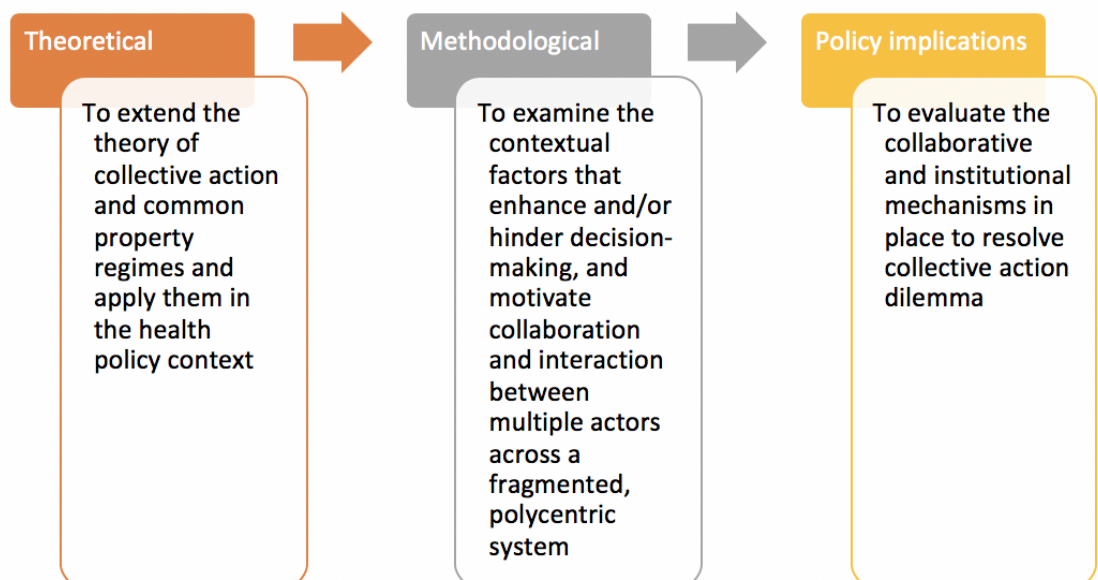 Theoretical
To extend the
theory of
collective action
and common
property
regimes and
apply them in
the health
policy context
Methodological
To examine the
contextual
factors that
enhance and/or
hinder decision-
making, and
motivate
collaboration
and interaction
between
multiple actors
across a
fragmented,
polycentric
system
Policy implications
To evaluate the
collaborative
and institutional
mechanisms in
place to resolve
collective action
dilemma